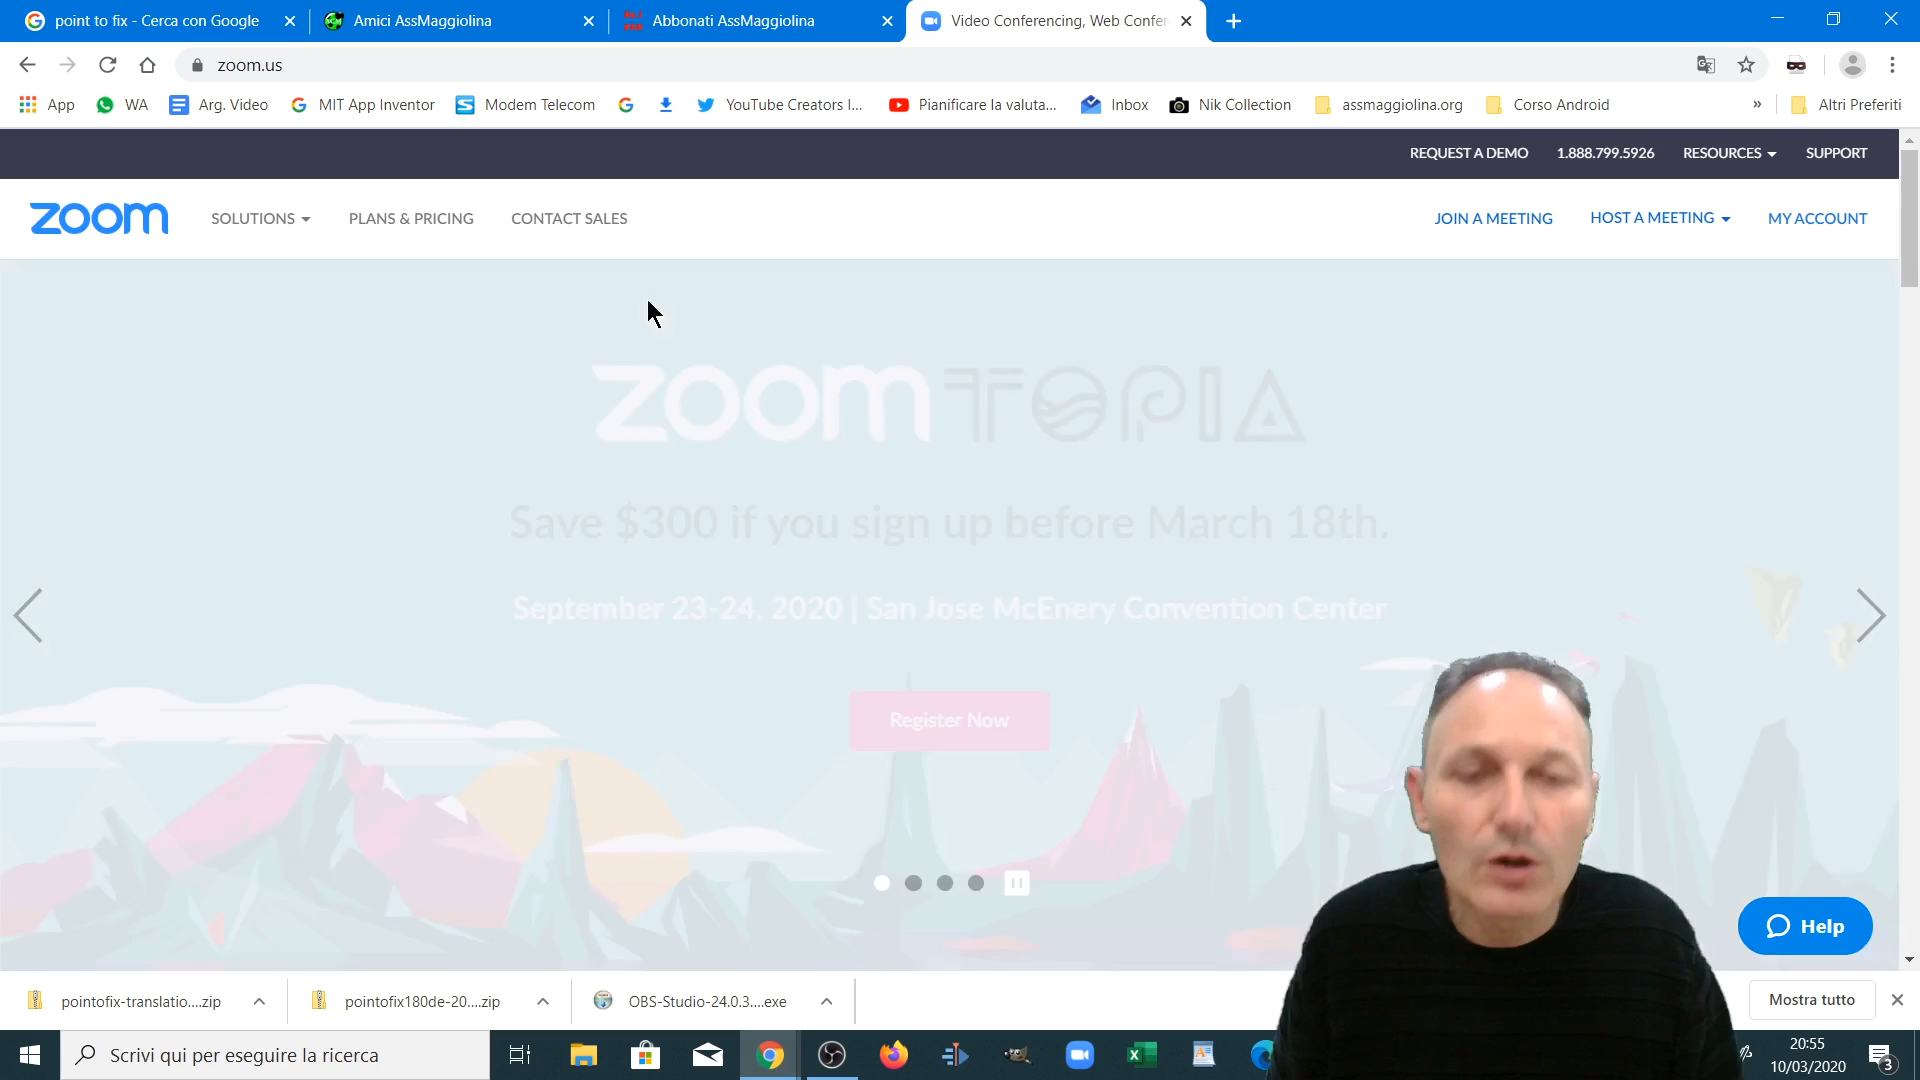 point to fix - Cerca con Google
Amici AssMaggiolina
Abbonati AssMaggiolina
Video Conferencing, Web Confer
zoom.us
App
WA
Arg. Video
MIT App Inventor
Modem Telecom
YouTube Creators I...
Pianificare la valuta...
Inbox
Nik Collection
assmaggiolina.org
Corso Android
»
Altri Preferiti
REQUEST A DEMO
1.888.799.5926
RESOURCES
SUPPORT
zoom
SOLUTIONS
PLANS & PRICING
CONTACT SALES
JOIN A MEETING
HOST A MEETING
MY ACCOUNT
zoomTOPIA
Save $300 if you sign up before March 18th.
September 23-24, 2020 | San Jose McEnery Convention Center
Register Now
Help
pointofix-translatio....zip
pointofix180de-20....zip
OBS-Studio-24.0.3....exe
Mostra tutto
Scrivi qui per eseguire la ricerca
20:55
10/03/2020
3